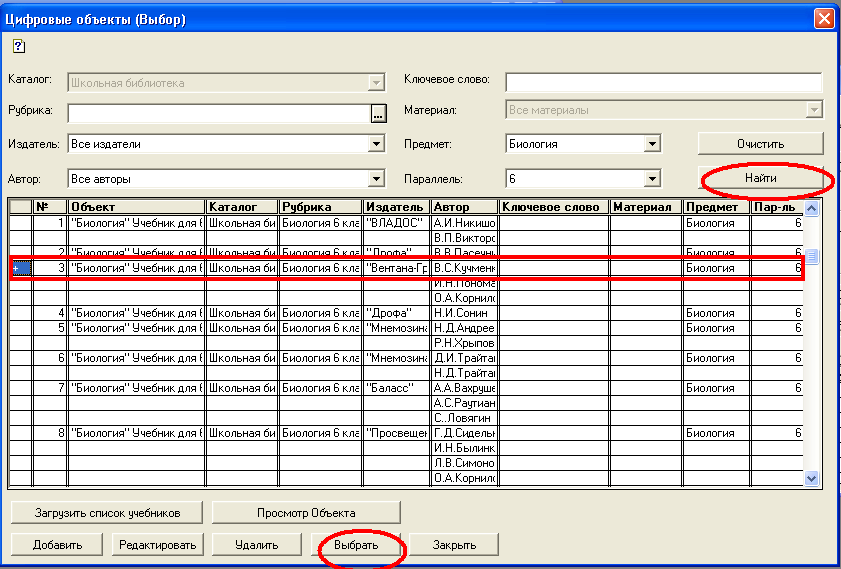 Цифровые объекты (Выбор)
Каталог: Школьная библиотека Ключевое слово:
Рубрика: ... Материал: Все материалы
Издатель: Все издатели Предмет: Биология Очистить
Автор: Все авторы Параллель: 6 Найти
№ Объект Каталог Рубрика Издатель Автор Ключевое слово Материал Предмет Пар-ль
1 "Биология" Учебник для 6 Школьная би Биология 6 кла "ВЛАДОС" А.И.Никишо Биология 6
В.П.Викторо
2 "Биология" Учебник для 6 Школьная би Биология 6 кла "Дрофа" В.В.Пасечни Биология 6
3 "Биология" Учебник для 6 Школьная би Биология 6 кла "Вентана-Гр В.С.Кучменк Биология 6
И.Н.Понома
О.А.Корнило
4 "Биология" Учебник для 6 Школьная би Биология 6 кла "Дрофа" Н.И.Сонин Биология 6
5 "Биология" Учебник для 6 Школьная би Биология 6 кла "Мнемозина Н.Д.Андрее Биология 6
Р.Н.Хрыпов
6 "Биология" Учебник для 6 Школьная би Биология 6 кла "Мнемозина Д.И.Трайтак Биология 6
Н.Д.Трайтак
7 "Биология" Учебник для 6 Школьная би Биология 6 кла "Баласс" А.А.Вахруше Биология 6
А.С.Раутиан
С..Ловягин
8 "Биология" Учебник для 6 Школьная би Биология 6 кла "Просвещен Г.Д.Сидельн Биология 6
И.Н.Былинк
Л.В.Симоно
О.А.Корнило
Загрузить список учебников Просмотр Объекта
Добавить Редактировать Удалить Выбрать Закрыть